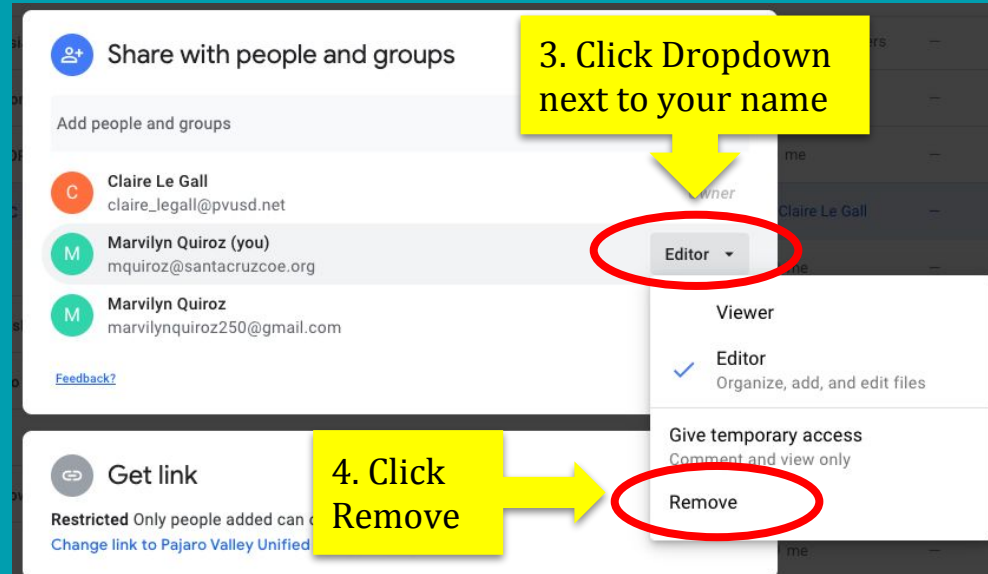 Share with people and groups
3. Click Dropdown
next to your name
Add people and groups
me
C
Claire Le Gall
claire_legall@pvusd.net
Claire Le Gall
M
Marvilyn Quiroz (you)
mquiroz@santacruzcoe.org
Editor
M
Marvilyn Quiroz
marvilynquiroz250@gmail.com
Viewer
Editor
Organize, add, and edit files
Feedback?
Give temporary access
Comment and view only
Remove
Get link
4. Click
Remove
Restricted Only people added can
Change link to Pajaro Valley Unified
me